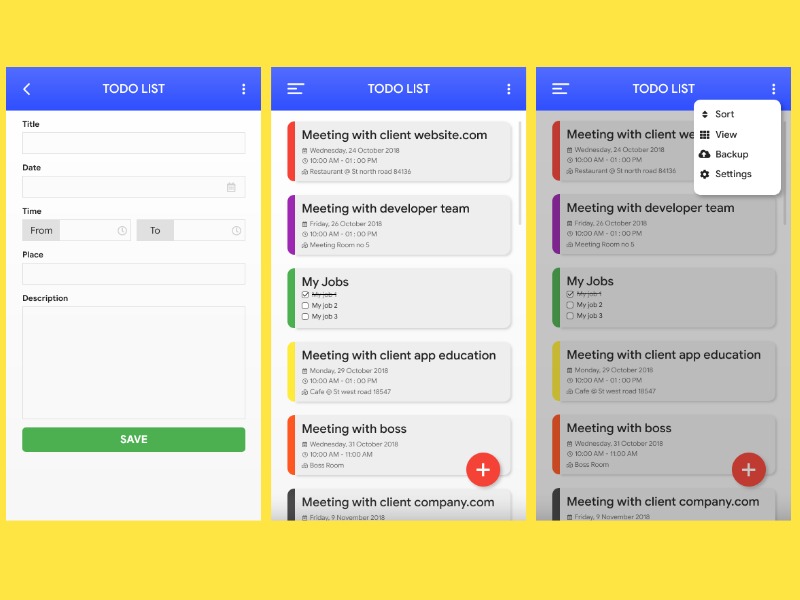 TODO LIST
Title
Date
Time
From
To
Place
Description
SAVE
TODO LIST
Meeting with client website.com
Wednesday, 24 October 2018
10:00 AM - 01 : 00 PM
Restaurant @ St north road 84136
Meeting with developer team
Friday, 26 October 2018
10:00 AM - 01 : 00 PM
Meeting Room no 5
My Jobs
My job 1
My job 2
My job 3
Meeting with client app education
Monday, 29 October 2018
10:00 AM - 01 : 00 PM
Cafe @ St west road 18547
Meeting with boss
Wednesday, 31 October 2018
10:00 AM - 11:00 AM
Boss Room
Meeting with client company.com
Friday, 9 November 2018
TODO LIST
Sort
View
Backup
Settings
Meeting with client we
Wednesday, 24 October 2018
10:00 AM - 01 : 00 PM
Restaurant @ St north road 84136
Meeting with developer team
Friday, 26 October 2018
10:00 AM - 01 : 00 PM
Meeting Room no 5
My Jobs
My job 1
My job 2
My job 3
Meeting with client app education
Monday, 29 October 2018
10:00 AM - 01 : 00 PM
Cafe @ St west road 18547
Meeting with boss
Wednesday, 31 October 2018
10:00 AM - 11:00 AM
Boss Room
Meeting with client company.com
Friday, 9 November 2018